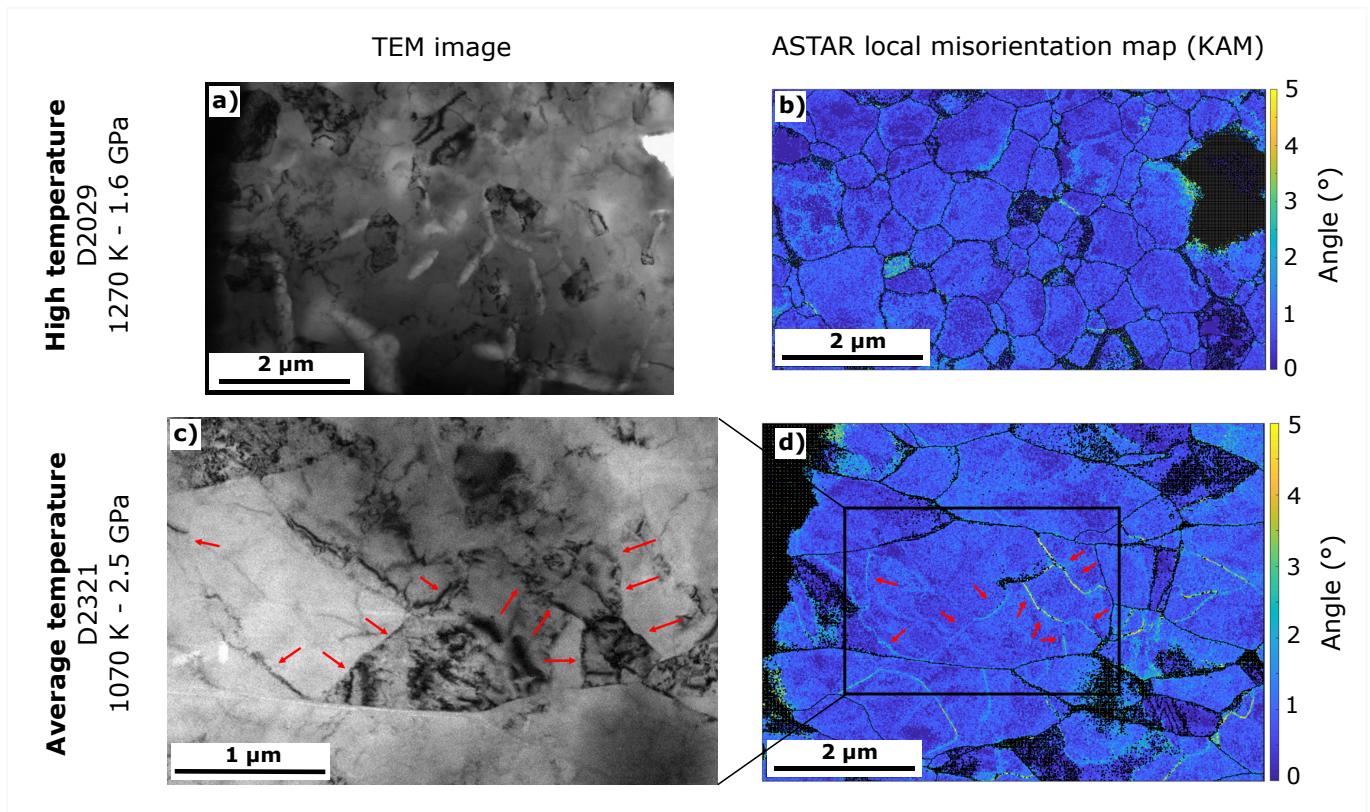 TEM image
ASTAR local misorientation map (KAM)
High temperature
D2029
1270 K - 1.6 GPa
a)
2 µm
b)
2 µm
5
4
3
2
1
0
Angle (°)
Average temperature
D2321
1070 K - 2.5 GPa
c)
1 µm
d)
2 µm
5
4
3
2
1
0
Angle (°)